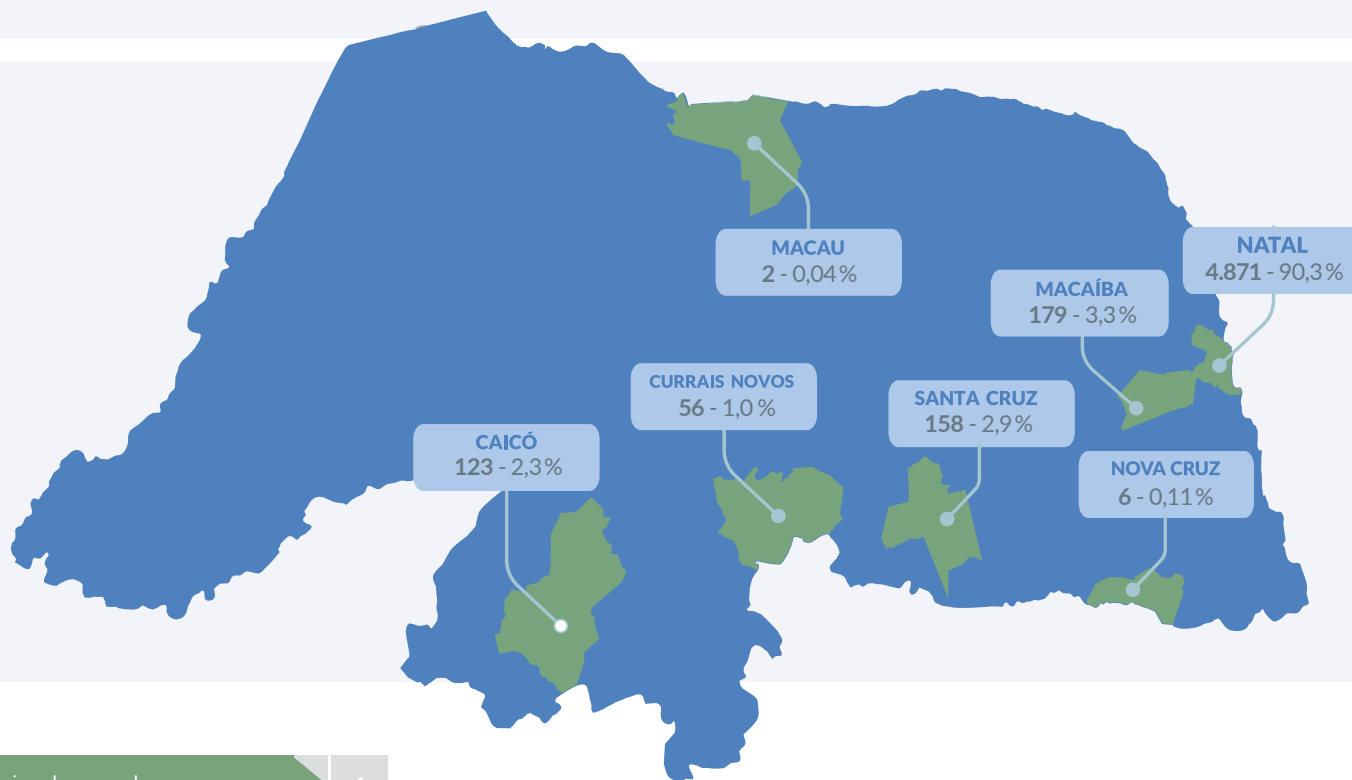 MACAU
2 - 0,04%
NATAL
4.871 - 90,3%
MACAÍBA
179 - 3,3%
CURRAIS NOVOS
56 - 1,0 %
SANTA CRUZ
158 - 2,9%
CAICÓ
123 - 2,3%
NOVA CRUZ
6 - 0,11%